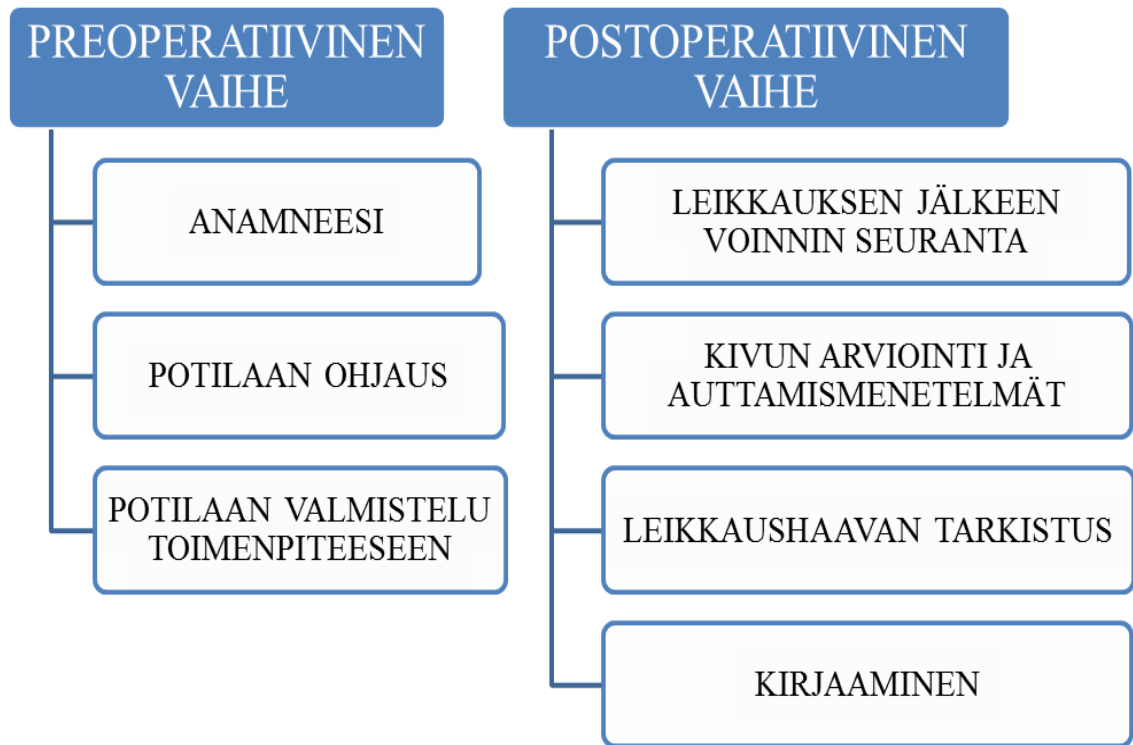 PREOPERATIIVINEN
VAIHE
ANAMNEESI
POTILAAN OHJAUS
POTILAAN VALMISTELU
TOIMENPITEESEEN
POSTOPERATIIVINEN
VAIHE
LEIKKAUKSEN JÄLKEEN
VOINNIN SEURANTA
KIVUN ARVIOINTI JA
AUTTAMISMENETELMÄT
LEIKKAUSHAAVAN TARKISTUS
KIRJAAMINEN